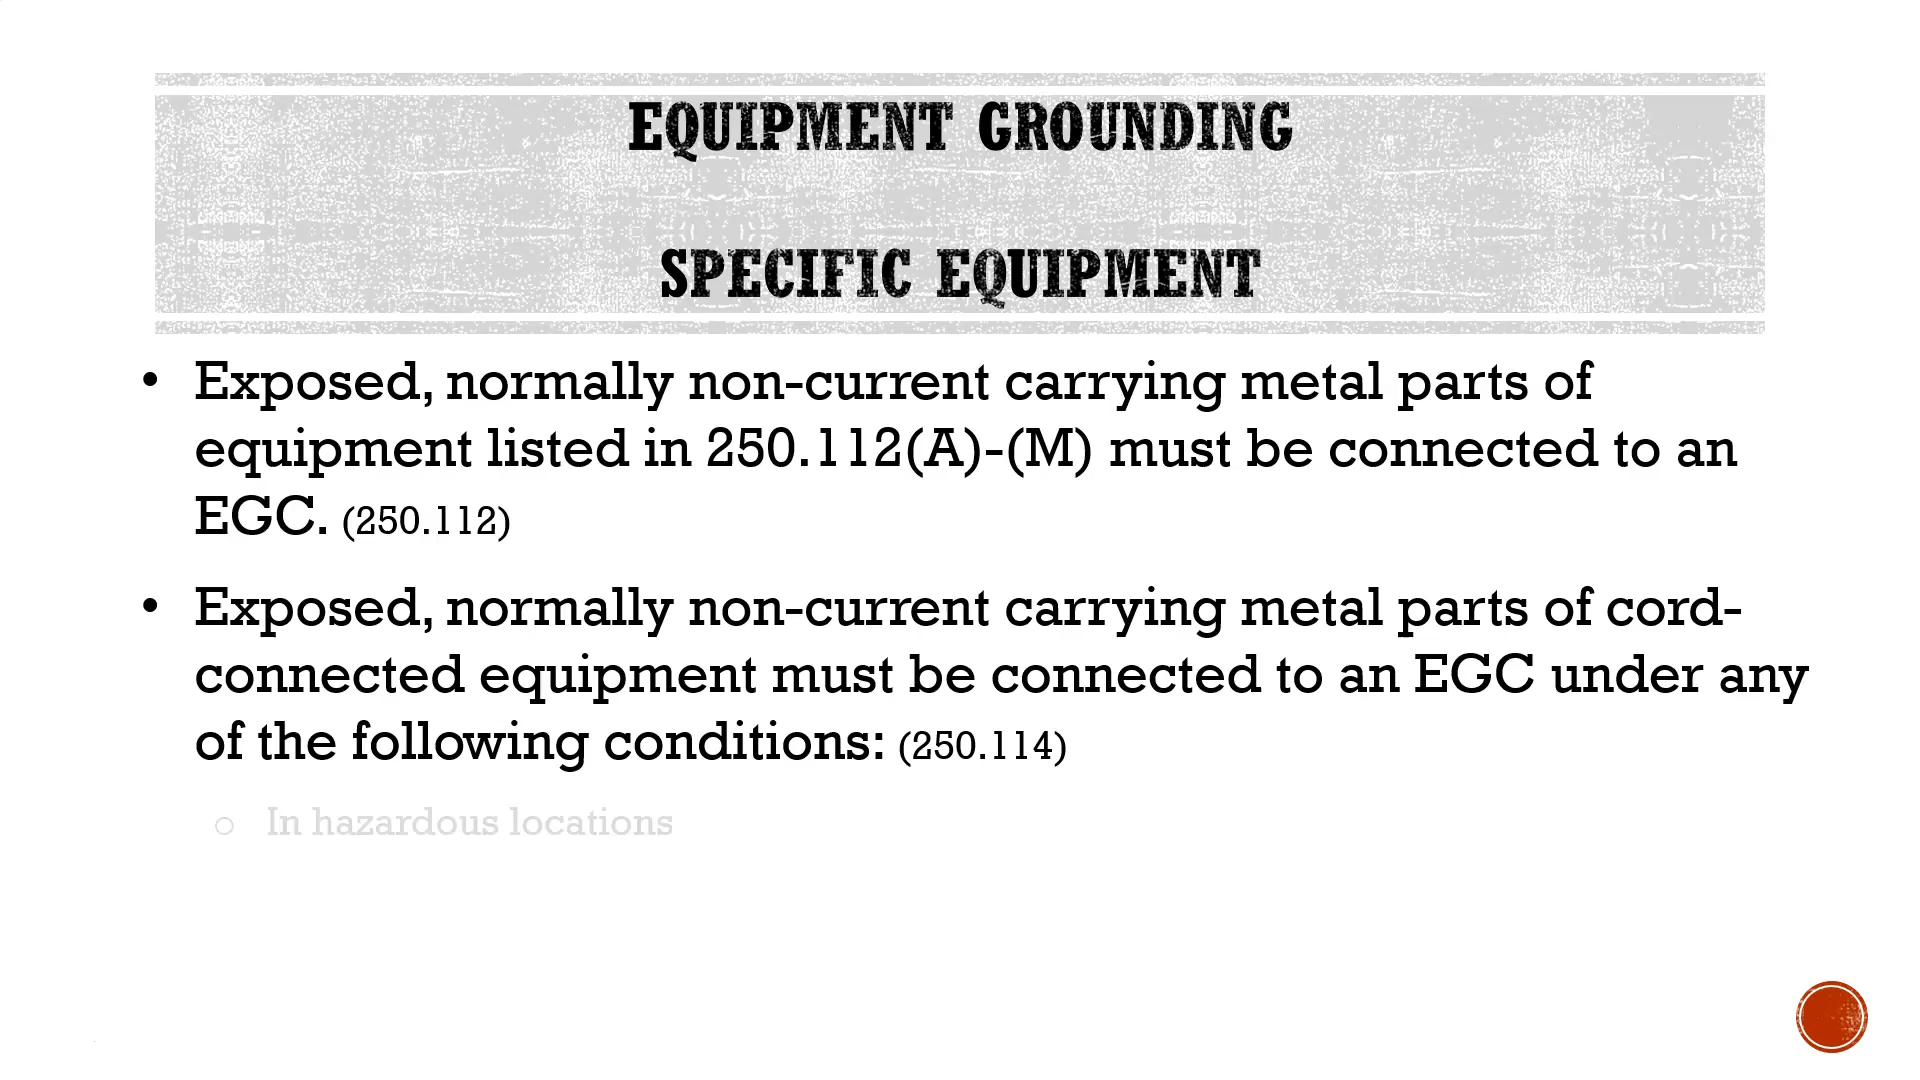 EQUIPMENT GROUNDING
SPECIFIC EQUIPMENT
• Exposed, normally non-current carrying metal parts of
equipment listed in 250.112(A)-(M) must be connected to an
EGC. (250.112)
• Exposed, normally non-current carrying metal parts of cord-
connected equipment must be connected to an EGC under any
of the following conditions: (250.114)
o In hazardous locations